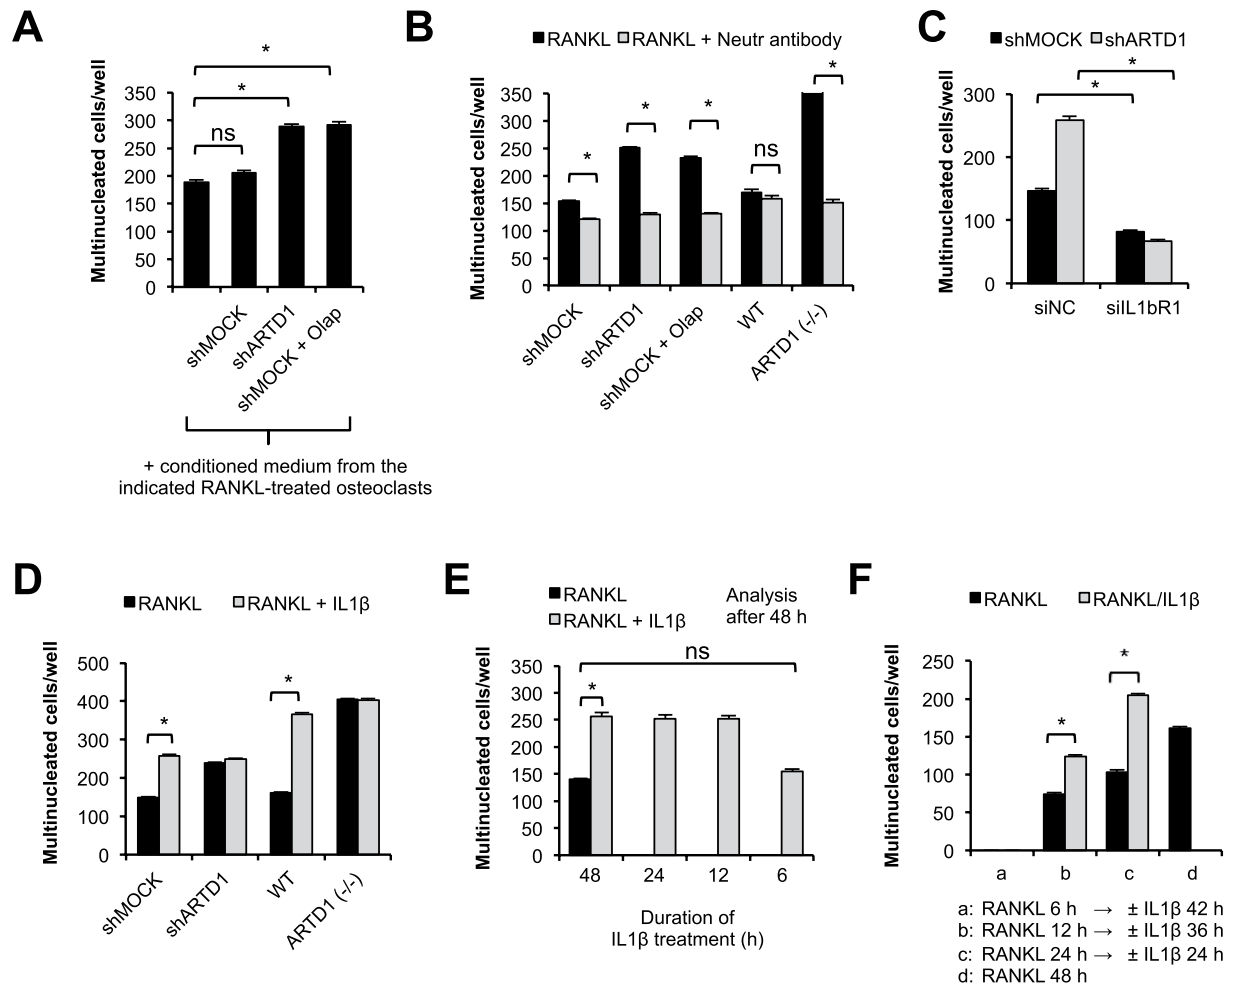 A
*
*
ns
Multinucleated cells/well
350
300
250
200
150
100
50
0
shMOCK
shARTD1
shMOCK + Olap
+ conditioned medium from the
indicated RANKL-treated osteoclasts
B
RANKL
RANKL + Neutr antibody
*
*
*
ns
*
Multinucleated cells/well
350
300
250
200
150
100
50
0
shMOCK
shARTD1
shMOCK + Olap
WT
ARTD1 (-/-)
C
shMOCK
shARTD1
*
*
Multinucleated cells/well
300
200
100
0
siNC
siIL1bR1
D
RANKL
RANKL + IL1β
*
*
Multinucleated cells/well
500
400
300
200
100
0
shMOCK
shARTD1
WT
ARTD1 (-/-)
E
RANKL
RANKL + IL1β
Analysis
after 48 h
ns
*
Multinucleated cells/well
350
300
250
200
150
100
50
0
48
24
12
6
Duration of
IL1β treatment (h)
F
RANKL
RANKL/IL1β
*
*
Multinucleated cells/well
250
200
150
100
50
0
a
b
c
d
a: RANKL 6 h → ± IL1β 42 h
b: RANKL 12 h → ± IL1β 36 h
c: RANKL 24 h → ± IL1β 24 h
d: RANKL 48 h